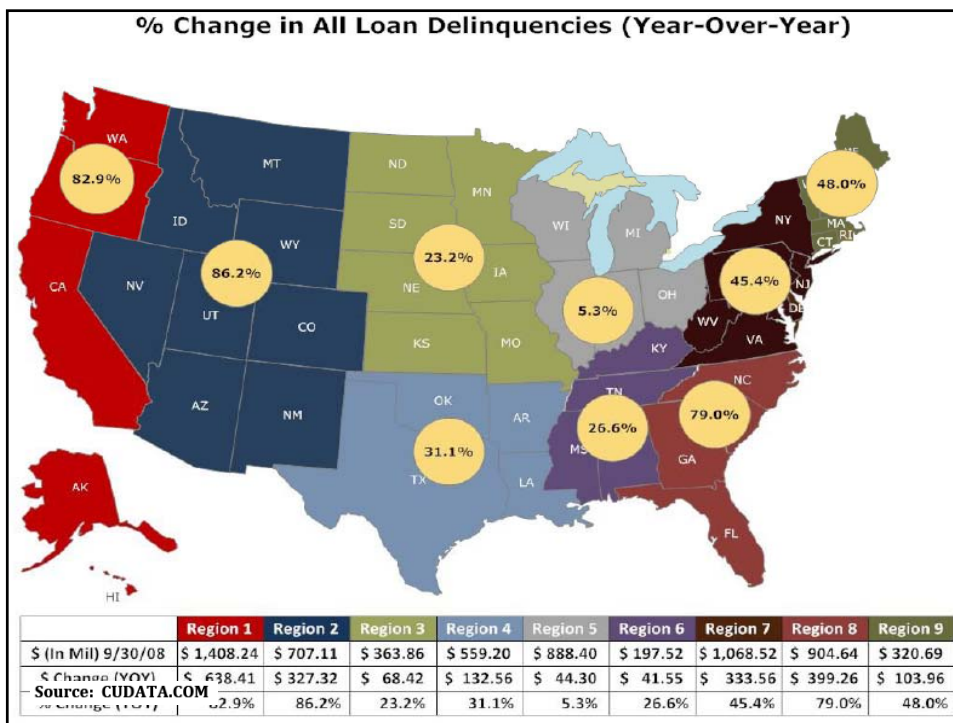 % Change in All Loan Delinquencies (Year-Over-Year)
WA
82.9%
MT
ND
MN
ID
SD
WI
MI
NY
48.0%
MA
RI
CT
WY
23.2%
IA
86.2%
NE
CA
NV
UT
CO
5.3%
OH
45.4%
NJ
DE
WV
VA
KS
MO
KY
NC
TN
AZ
NM
OK
AR
26.6%
79.0%
MS
GA
31.1%
TX
LA
AK
FL
HI
Region 1 Region 2 Region 3 Region 4 Region 5 Region 6 Region 7 Region 8 Region 9
$ (In Mil) 9/30/08 $ 1,408.24 $ 707.11 $ 363.86 $ 559.20 $ 888.40 $ 197.52 $ 1,068.52 $ 904.64 $ 320.69
$ Change (YOY) $ 638.41 $ 327.32 $ 68.42 $ 132.56 $ 44.30 $ 41.55 $ 333.56 $ 399.26 $ 103.96
Source: CUDATA.COM
% Change (YOY) 82.9% 86.2% 23.2% 31.1% 5.3% 26.6% 45.4% 79.0% 48.0%